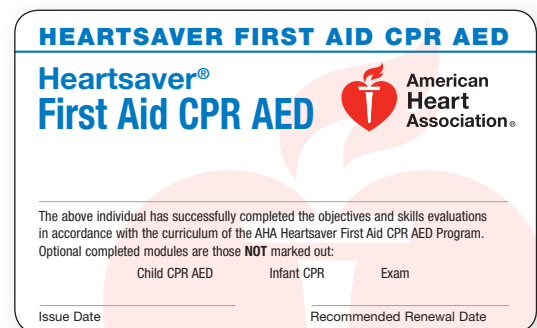 HEARTSAVER FIRST AID CPR AED
Heartsaver®
First Aid CPR AED
American
Heart
Association®
The above individual has successfully completed the objectives and skills evaluations
in accordance with the curriculum of the AHA Heartsaver First Aid CPR AED Program.
Optional completed modules are those NOT marked out:
Child CPR AED Infant CPR Exam
Issue Date Recommended Renewal Date